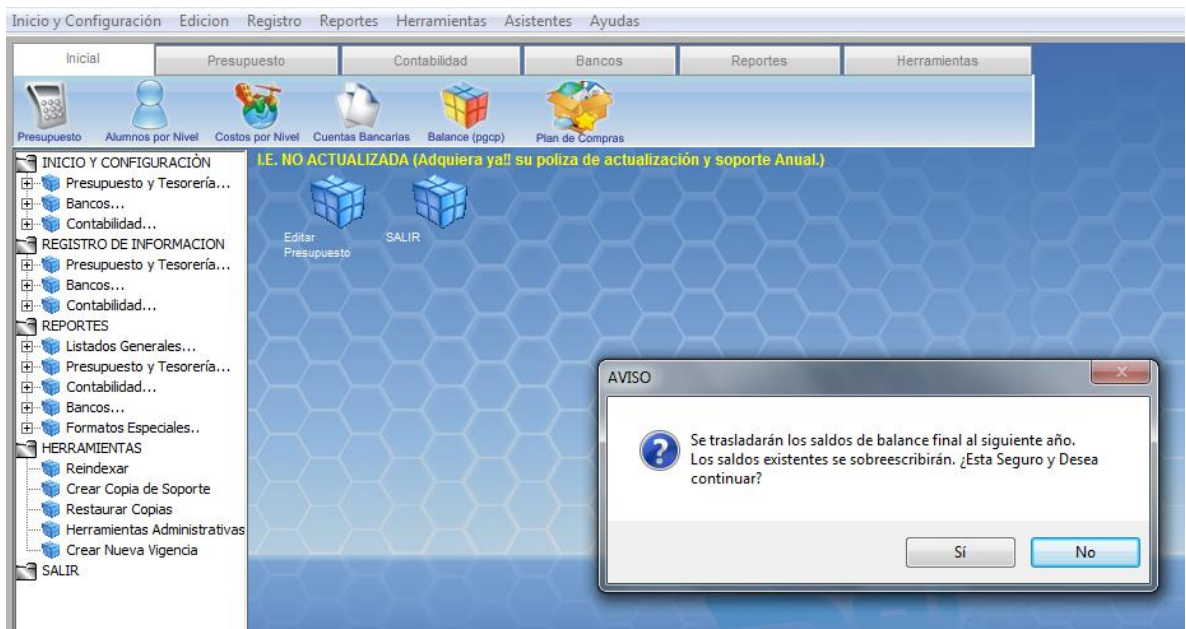 Inicio y Configuración Edicion Registro Reportes Herramientas Asistentes Ayudas
Inicial Presupuesto Contabilidad Bancos Reportes Herramientas
Presupuesto Alumnos por Nivel Costos por Nivel Cuentas Bancarias Balance (pgcp) Plan de Compras
I.E. NO ACTUALIZADA (Adquiera ya!! su poliza de actualización y soporte Anual.)
INICIO Y CONFIGURACIÒN
Presupuesto y Tesorería...
Bancos...
Contabilidad...
REGISTRO DE INFORMACION
Presupuesto y Tesorería...
Bancos...
Contabilidad...
REPORTES
Listados Generales...
Presupuesto y Tesorería...
Contabilidad...
Bancos...
Formatos Especiales..
HERRAMIENTAS
Reindexar
Crear Copia de Soporte
Restaurar Copias
Herramientas Administrativas
Crear Nueva Vigencia
SALIR
Editar
Presupuesto
SALIR
AVISO
Se trasladarán los saldos de balance final al siguiente año.
Los saldos existentes se sobreescribirán. ¿Esta Seguro y Desea
continuar?
Sí No